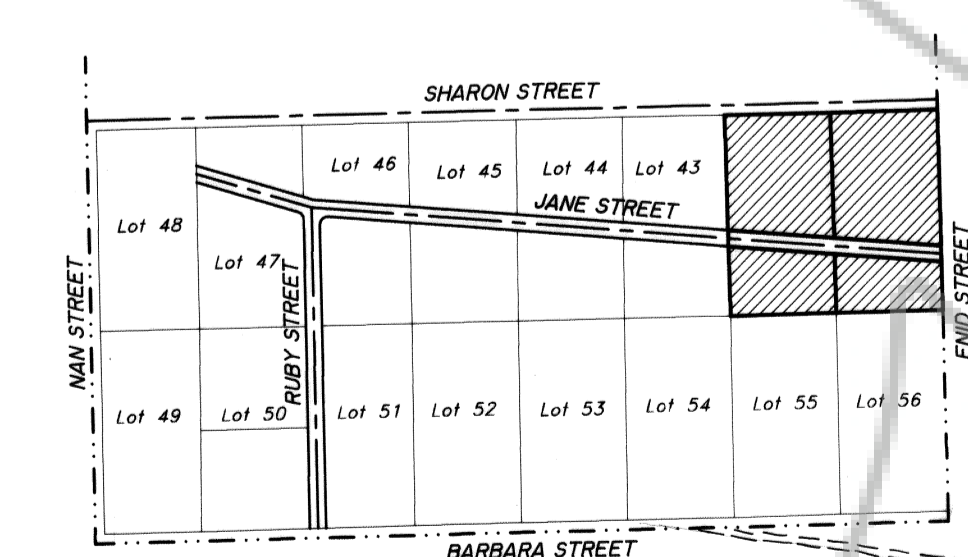 SHARON STREET
Lot 46
Lot 45
Lot 44
Lot 43
JANE STREET
Lot 48
Lot 47
NAN STREET
RUBY STREET
ENID STREET
Lot 49
Lot 50
Lot 51
Lot 52
Lot 53
Lot 54
Lot 55
Lot 56
BARBARA STREET